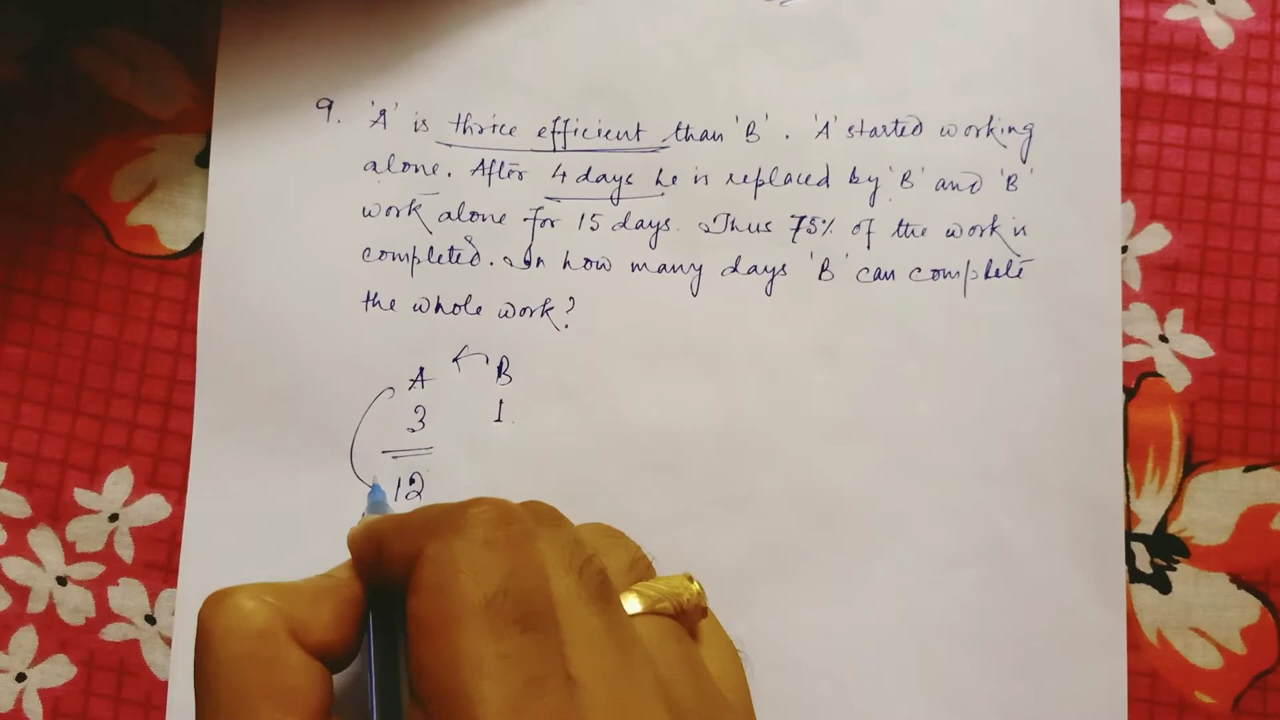 9. 'A' is thrice efficient than 'B'. 'A' started working
alone. After 4 days he is replaced by 'B' and 'B'
work alone for 15 days. Thus 75% of the work is
completed. In how many days 'B' can complete
the whole work?
A B
3 1
12